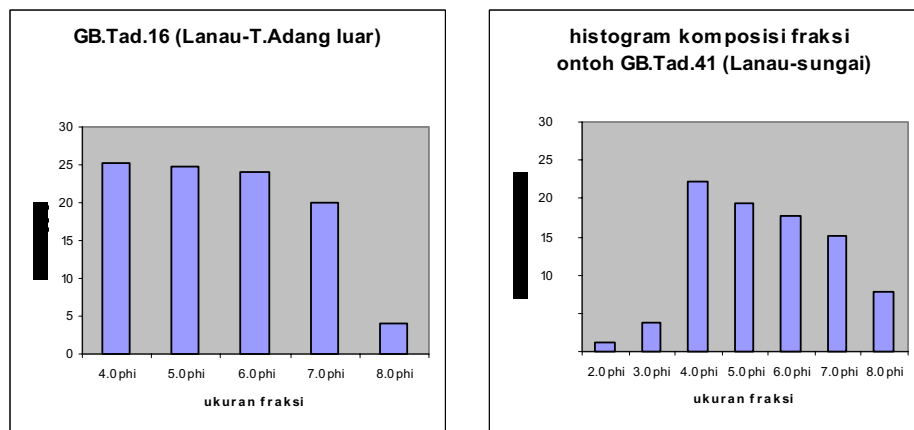 GB.Tad.16 (Lanau-T.Adang luar)
30
25
20
15
10
5
0
4.0 phi 5.0 phi 6.0 phi 7.0 phi 8.0 phi
ukuran fraksi
histogram komposisi fraksi
ontoh GB.Tad.41 (Lanau-sungai)
30
25
20
15
10
2.0 phi 3.0 phi 4.0 phi 5.0 phi 6.0 phi 7.0 phi 8.0 phi
ukuran fraksi